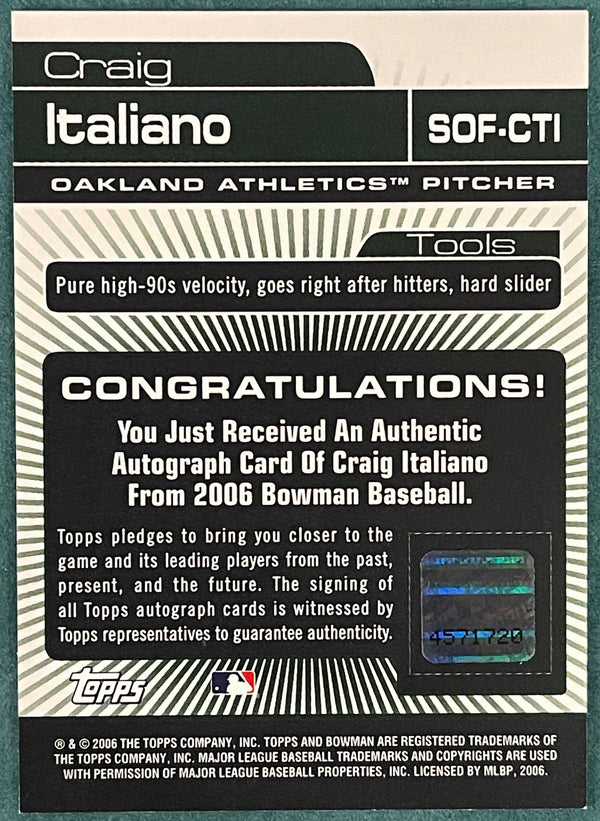 Craig
Italiano
SOF-CTI
OAKLAND ATHLETICS™ PITCHER
Tools
Pure high-90s velocity, goes right after hitters, hard slider
CONGRATULATIONS!
You Just Received An Authentic
Autograph Card Of Craig Italiano
From 2006 Bowman Baseball.
Topps pledges to bring you closer to the
game and its leading players from the past,
present, and the future. The signing of
all Topps autograph cards is witnessed by
Topps representatives to guarantee authenticity.
4571720
topps
® & © 2006 THE TOPPS COMPANY, INC. TOPPS AND BOWMAN ARE REGISTERED TRADEMARKS OF
THE TOPPS COMPANY, INC. MAJOR LEAGUE BASEBALL TRADEMARKS AND COPYRIGHTS ARE USED
WITH PERMISSION OF MAJOR LEAGUE BASEBALL PROPERTIES, INC. LICENSED BY MLBP, 2006.